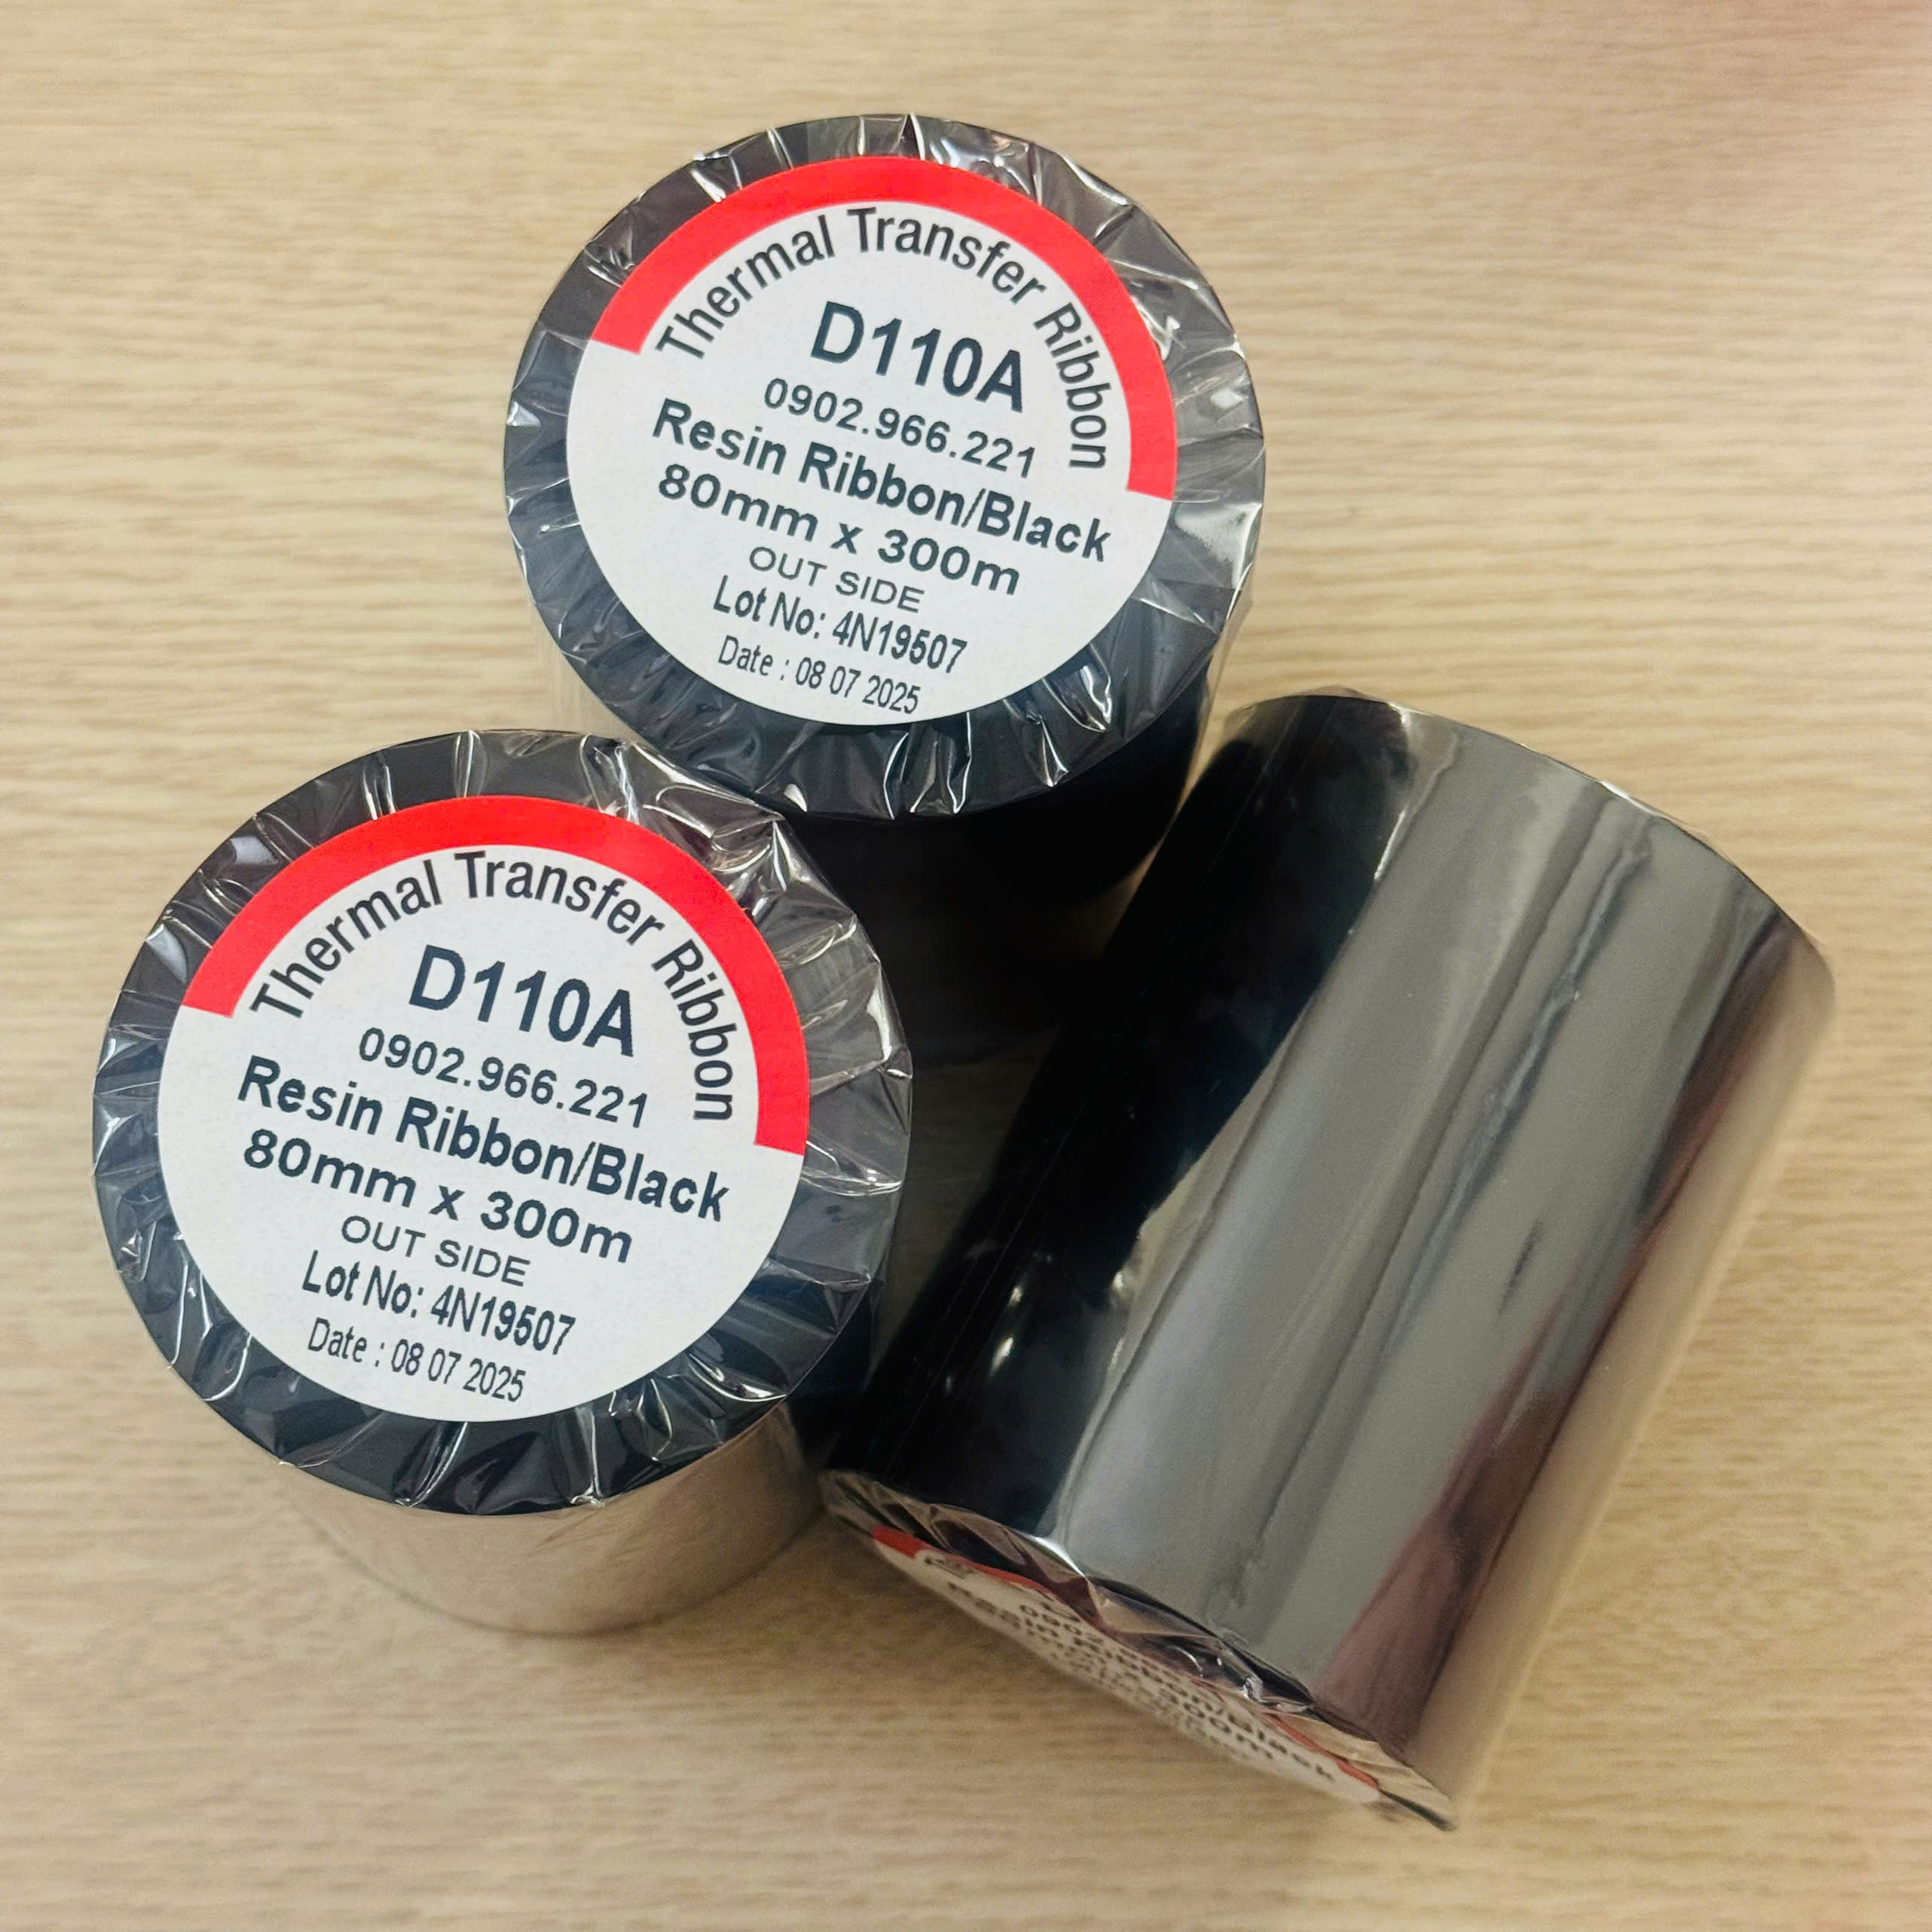 Thermal Transfer Ribbon
D110A
0902.966.221
Resin Ribbon/Black
80mm x 300m
OUT SIDE
Lot No: 4N19507
Date : 08 07 2025
Thermal Transfer Ribbon
D110A
0902.966.221
Resin Ribbon/Black
80mm x 300m
OUT SIDE
Lot No: 4N19507
Date : 08 07 2025
0902.